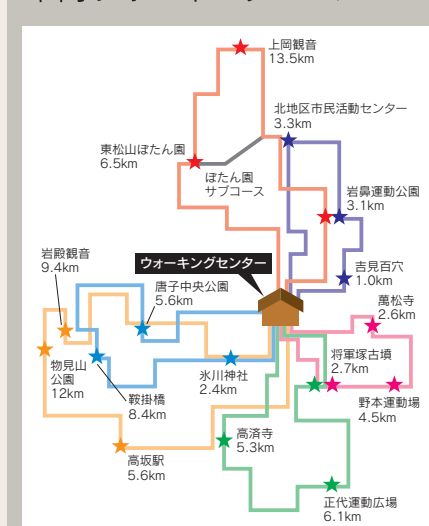 上岡観音
13.5km
北地区市民活動センター
3.3km
東松山ぼたん園
6.5km
ぼたん園
サブコース
岩鼻運動公園
3.1km
岩殿観音
9.4km
ウォーキングセンター
吉見百穴
1.0km
唐子中央公園
5.6km
萬松寺
2.6km
物見山
公園
12km
鞍掛橋
8.4km
氷川神社
2.4km
将軍塚古墳
2.7km
野本運動場
4.5km
高済寺
5.3km
高坂駅
5.6km
正代運動広場
6.1km